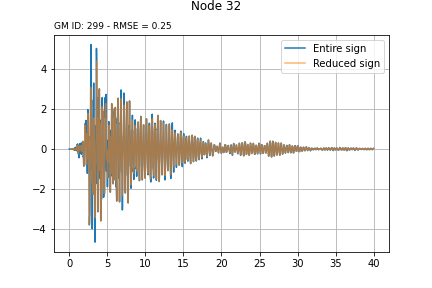 Node 32
GM ID: 299 - RMSE = 0.25
Entire sign
Reduced sign
4
2
0
−2
−4
0 5 10 15 20 25 30 35 40